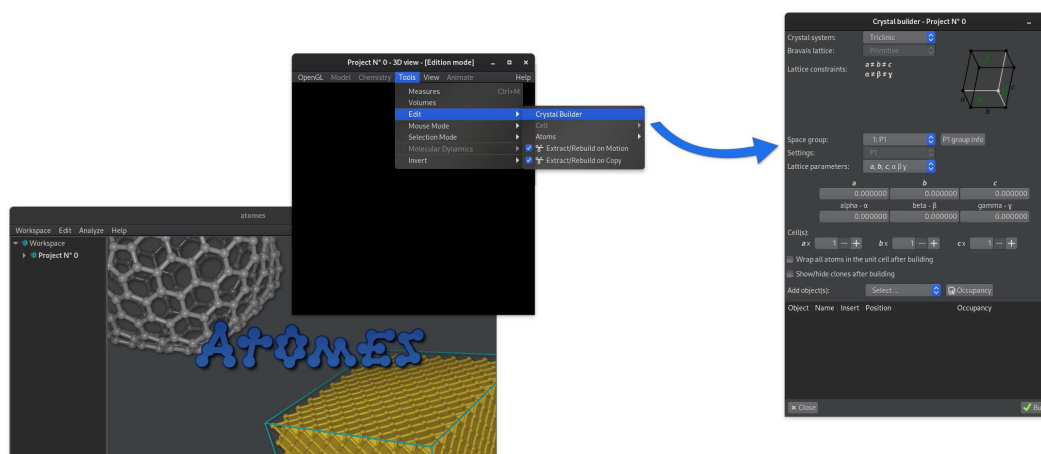 Project N° 0 - 3D view - [Edition mode]
OpenGL Model Chemistry Tools View Animate Help
Measures Ctrl+M
Volumes
Edit
Mouse Mode
Selection Mode
Molecular Dynamics
Invert
Crystal Builder
Cell
Atoms
Extract/Rebuild on Motion
Extract/Rebuild on Copy
atomes
Workspace Edit Analyze Help
Workspace
Project N° 0
ATOMES
Crystal builder - Project N° 0
Crystal system: Triclinic
Bravais lattice: Primitive
Lattice constraints: a ≠ b ≠ c
α ≠ β ≠ γ
a b c
Space group: 1: P1 P1 group info
Settings: P1
Lattice parameters: a, b, c, α β γ
a b c
0.000000 0.000000 0.000000
alpha - α beta - β gamma - γ
0.000000 0.000000 0.000000
Cell(s):
a x 1 − + b x 1 − + c x 1 − +
Wrap all atoms in the unit cell after building
Show/hide clones after building
Add object(s): Select ... Occupancy
Object Name Insert Position Occupancy
× Close Bu